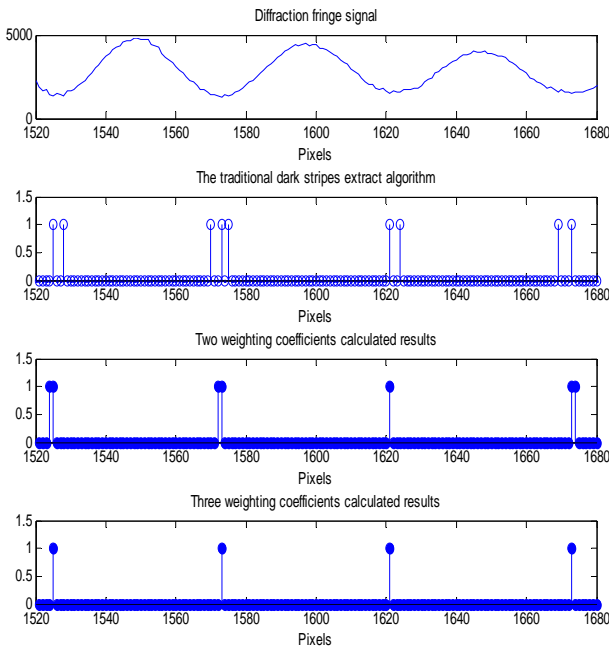 Diffraction fringe signal
5000
0
1520 1540 1560 1580 1600 1620 1640 1660 1680
Pixels
The traditional dark stripes extract algorithm
1.5
1
0.5
0
1520 1540 1560 1580 1600 1620 1640 1660 1680
Pixels
Two weighting coefficients calculated results
1.5
1
0.5
0
1520 1540 1560 1580 1600 1620 1640 1660 1680
Pixels
Three weighting coefficients calculated results
1.5
1
0.5
0
1520 1540 1560 1580 1600 1620 1640 1660 1680
Pixels